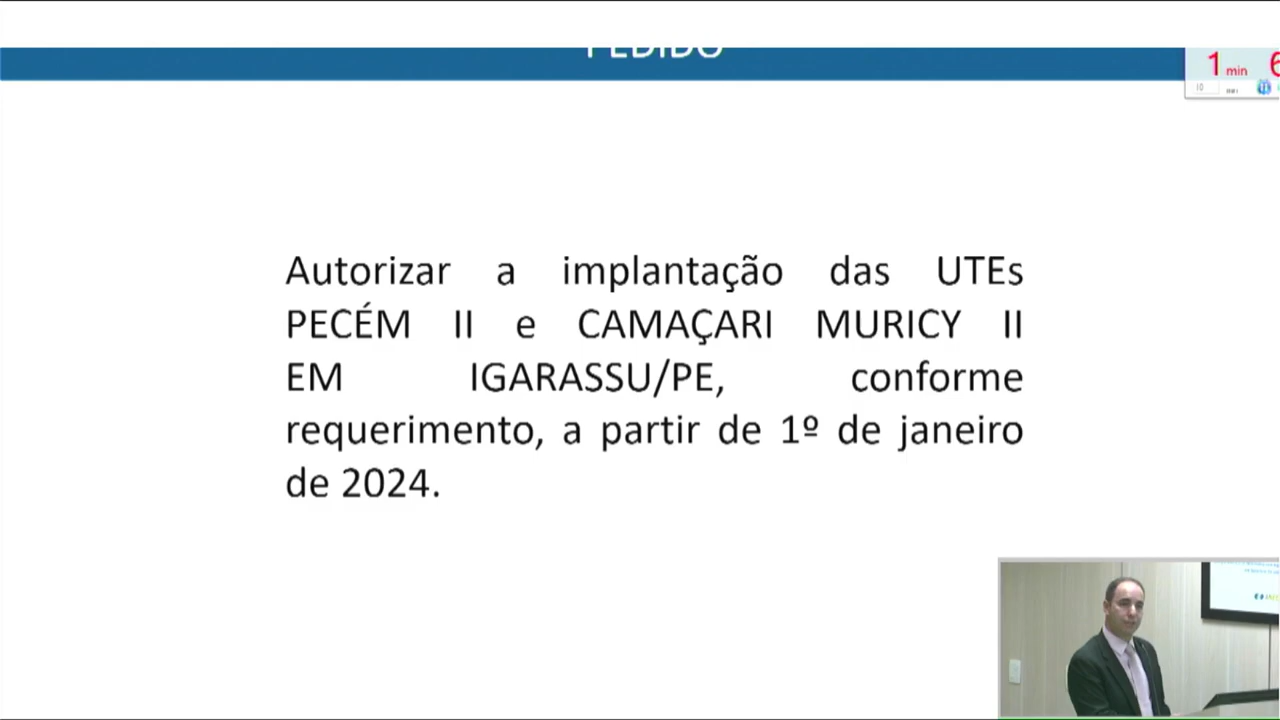 PEDIDO
1 min 6
Autorizar a implantação das UTEs
PECÉM II e CAMAÇARI MURICY II
EM IGARASSU/PE, conforme
requerimento, a partir de 1º de janeiro
de 2024.